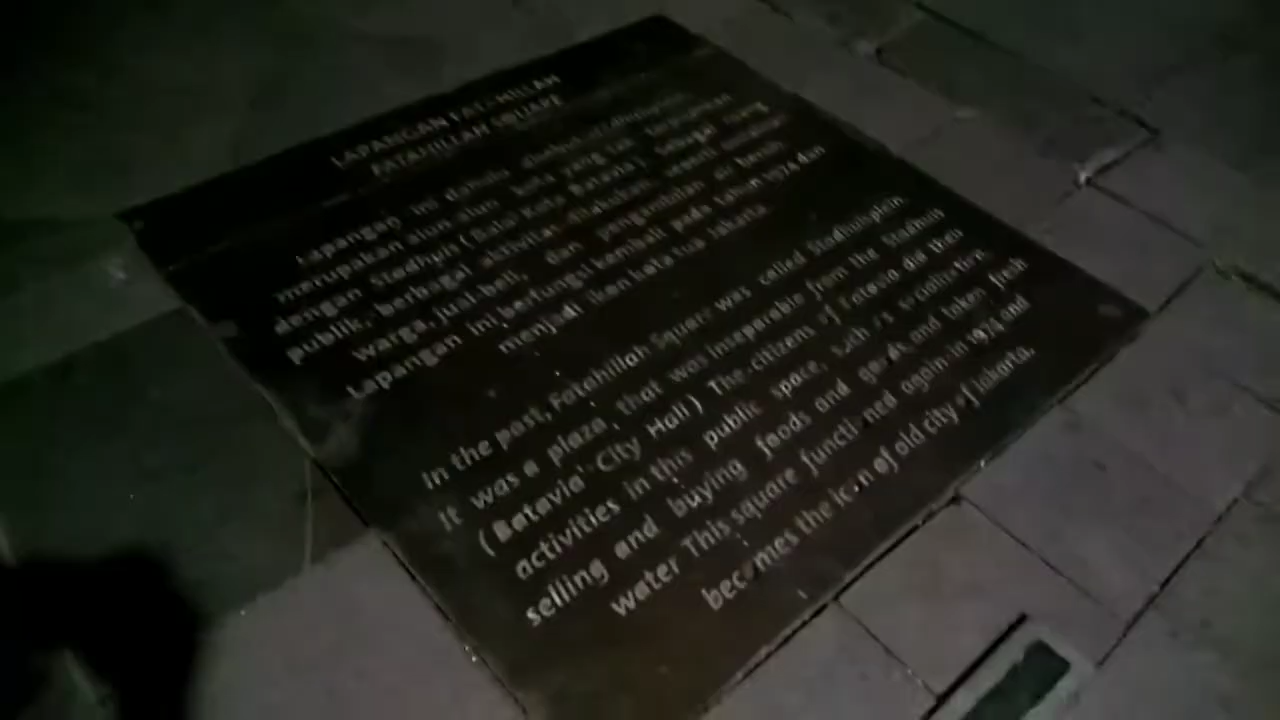 LAPANGAN FATAHILLAH
FATAHILLAH SQUARE
Lapangan ini dahulu disebut Stadhuisplein
merupakan alun-alun kota yang tak terpisahkan
dengan Stadhuis (Balai Kota Batavia) sebagai ruang
publik, berbagai aktivitas dilakukan, seperti
warga, jual-beli, dan pengambilan air bersih
Lapangan ini berfungsi kembali pada tahun 1974 dan
menjadi ikon kota tua Jakarta.
In the past, Fatahillah Square was called Stadhuisplein.
It was a plaza, that was inseparable from the Stadhuis
(Batavia City Hall) The citizens of Batavia did their
activities in this public space, such as socialisation,
selling and buying foods and goods and taken fresh
water This square functioned again in 1974 and
becomes the icon of old city of Jakarta.